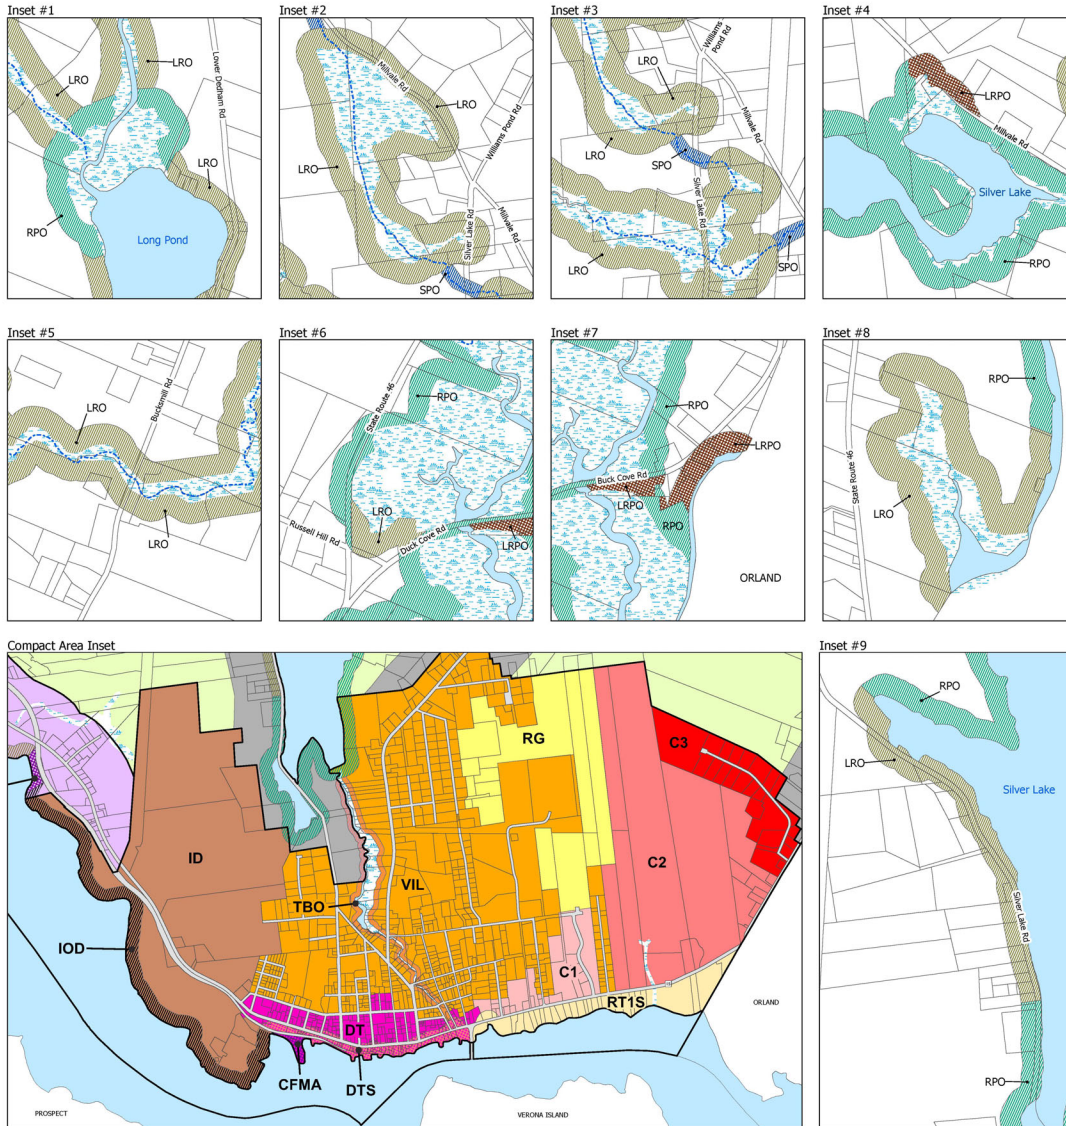 Inset #1
LRO
LRO
Lower Dedham Rd
LRO
RPO
Long Pond
Inset #2
Millvale Rd
LRO
Williams Pond Rd
LRO
Silver Lake Rd
Millvale Rd
SPO
Inset #3
Williams Pond Rd
LRO
Millvale Rd
LRO
SPO
Silver Lake Rd
LRO
SPO
Inset #4
LRPO
Millvale Rd
Silver Lake
RPO
Inset #5
Bucksmill Rd
LRO
LRO
Inset #6
State Route 46
RPO
LRO
Russell Hill Rd
Duck Cove Rd
LRPO
Inset #7
RPO
LRPO
Buck Cove Rd
LRPO
RPO
ORLAND
Inset #8
RPO
State Route 46
LRO
Compact Area Inset
RG
C3
ID
C2
TBO
VIL
IOD
C1
RT1S
ORLAND
DT
CFMA
DTS
PROSPECT
VERONA ISLAND
Inset #9
RPO
LRO
Silver Lake
Silver Lake Rd
RPO